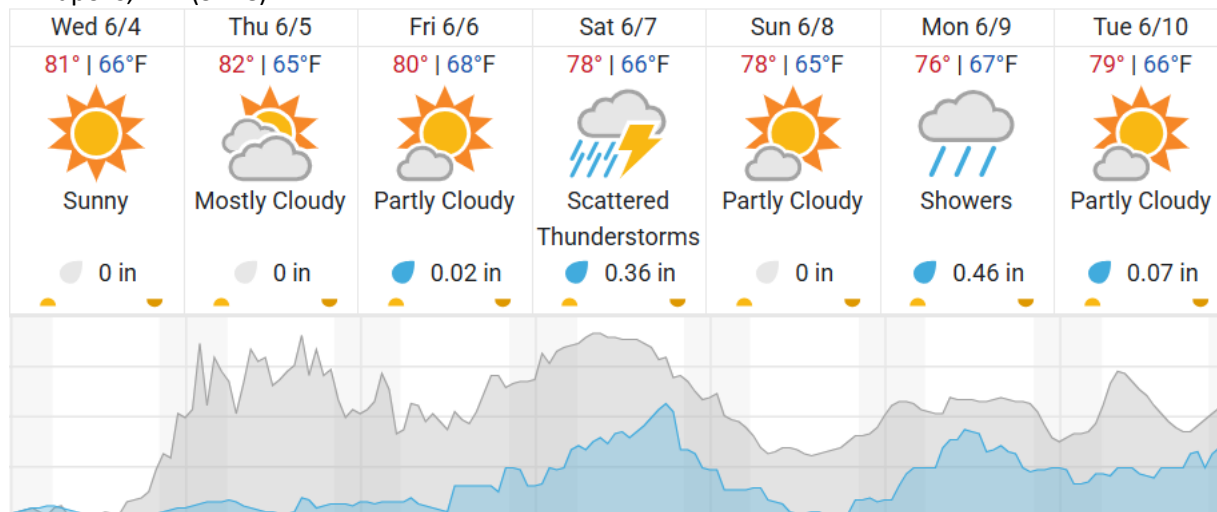 Wed 6/4 Thu 6/5 Fri 6/6 Sat 6/7 Sun 6/8 Mon 6/9 Tue 6/10
81° | 66°F 82° | 65°F 80° | 68°F 78° | 66°F 78° | 65°F 76° | 67°F 79° | 66°F
Sunny Mostly Cloudy Partly Cloudy Scattered Partly Cloudy Showers Partly Cloudy
Thunderstorms
0 in 0 in 0.02 in 0.36 in 0 in 0.46 in 0.07 in